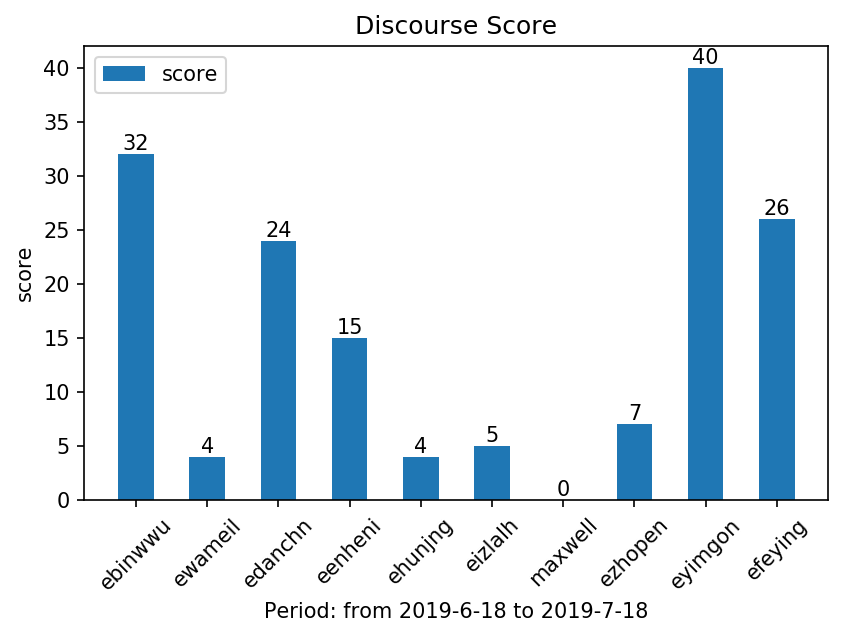 Discourse Score
score
40
35
30
25
20
15
10
5
0
score
32
4
24
15
4
5
0
7
40
26
ebinwwu
ewameil
edanchn
eenheni
ehunjng
eizlalh
maxwell
ezhopen
eyimgon
efeying
Period: from 2019-6-18 to 2019-7-18